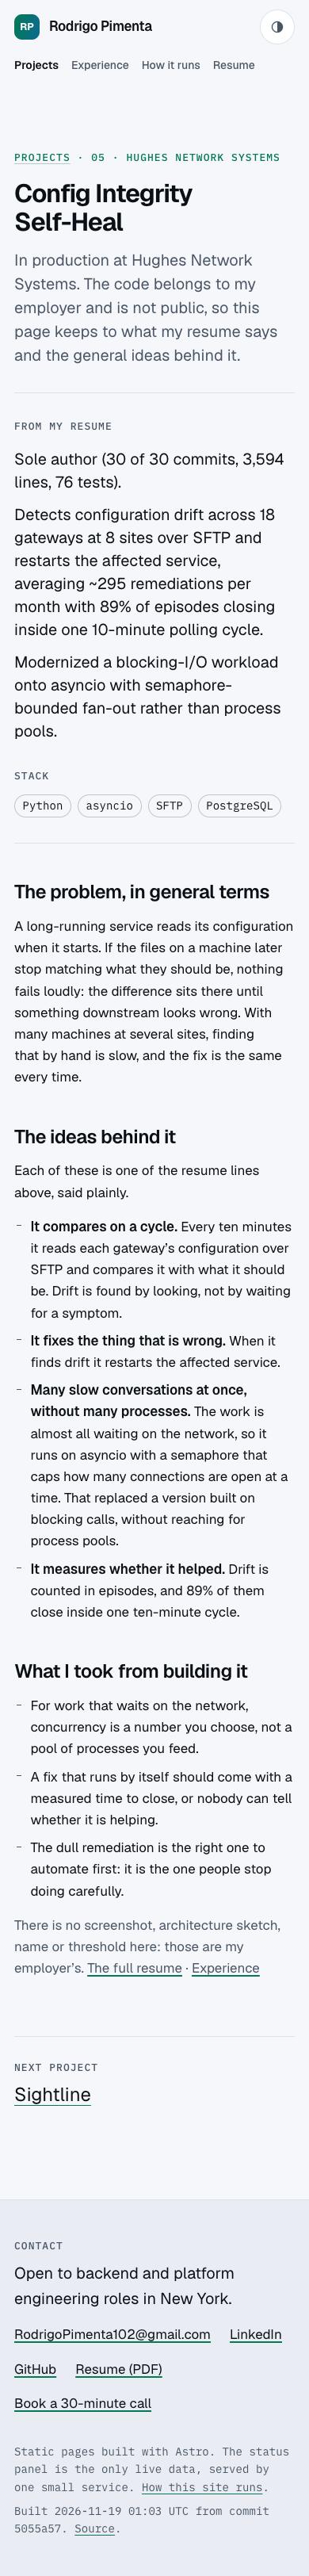 RP Rodrigo Pimenta
Projects Experience How it runs Resume
PROJECTS · 05 · HUGHES NETWORK SYSTEMS
Config Integrity
Self-Heal
In production at Hughes Network
Systems. The code belongs to my
employer and is not public, so this
page keeps to what my resume says
and the general ideas behind it.
FROM MY RESUME
Sole author (30 of 30 commits, 3,594
lines, 76 tests).
Detects configuration drift across 18
gateways at 8 sites over SFTP and
restarts the affected service,
averaging ~295 remediations per
month with 89% of episodes closing
inside one 10-minute polling cycle.
Modernized a blocking-I/O workload
onto asyncio with semaphore-
bounded fan-out rather than process
pools.
STACK
Python asyncio SFTP PostgreSQL
The problem, in general terms
A long-running service reads its configuration
when it starts. If the files on a machine later
stop matching what they should be, nothing
fails loudly: the difference sits there until
something downstream looks wrong. With
many machines at several sites, finding
that by hand is slow, and the fix is the same
every time.
The ideas behind it
Each of these is one of the resume lines
above, said plainly.
– It compares on a cycle. Every ten minutes
it reads each gateway’s configuration over
SFTP and compares it with what it should
be. Drift is found by looking, not by waiting
for a symptom.
– It fixes the thing that is wrong. When it
finds drift it restarts the affected service.
– Many slow conversations at once,
without many processes. The work is
almost all waiting on the network, so it
runs on asyncio with a semaphore that
caps how many connections are open at a
time. That replaced a version built on
blocking calls, without reaching for
process pools.
– It measures whether it helped. Drift is
counted in episodes, and 89% of them
close inside one ten-minute cycle.
What I took from building it
– For work that waits on the network,
concurrency is a number you choose, not a
pool of processes you feed.
– A fix that runs by itself should come with a
measured time to close, or nobody can tell
whether it is helping.
– The dull remediation is the right one to
automate first: it is the one people stop
doing carefully.
There is no screenshot, architecture sketch,
name or threshold here: those are my
employer’s. The full resume · Experience
NEXT PROJECT
Sightline
CONTACT
Open to backend and platform
engineering roles in New York.
RodrigoPimenta102@gmail.com LinkedIn
GitHub Resume (PDF)
Book a 30-minute call
Static pages built with Astro. The status
panel is the only live data, served by
one small service. How this site runs.
Built 2026-11-19 01:03 UTC from commit
5055a57. Source.